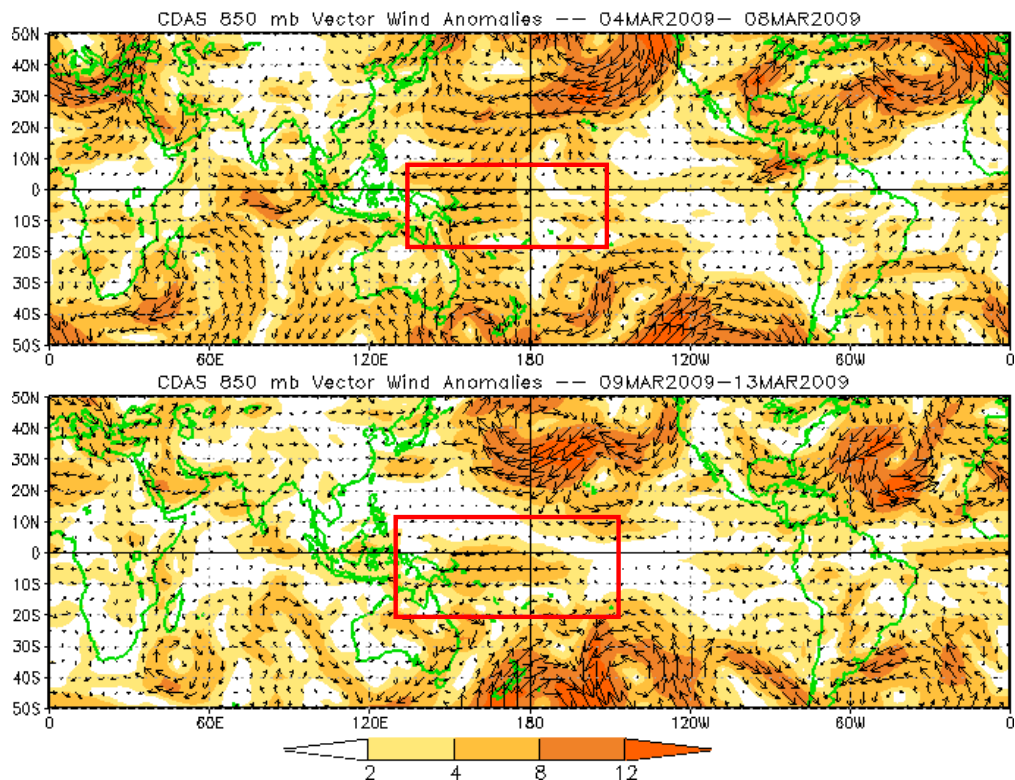 CDAS 850 mb Vector Wind Anomalies -- 04MAR2009- 08MAR2009
50N
40N
30N
20N
10N
0
10S
20S
30S
40S
50S
0 60E 120E 180 120W 60W 0
CDAS 850 mb Vector Wind Anomalies -- 09MAR2009-13MAR2009
50N
40N
30N
20N
10N
0
10S
20S
30S
40S
50S
0 60E 120E 180 120W 60W 0
2 4 8 12